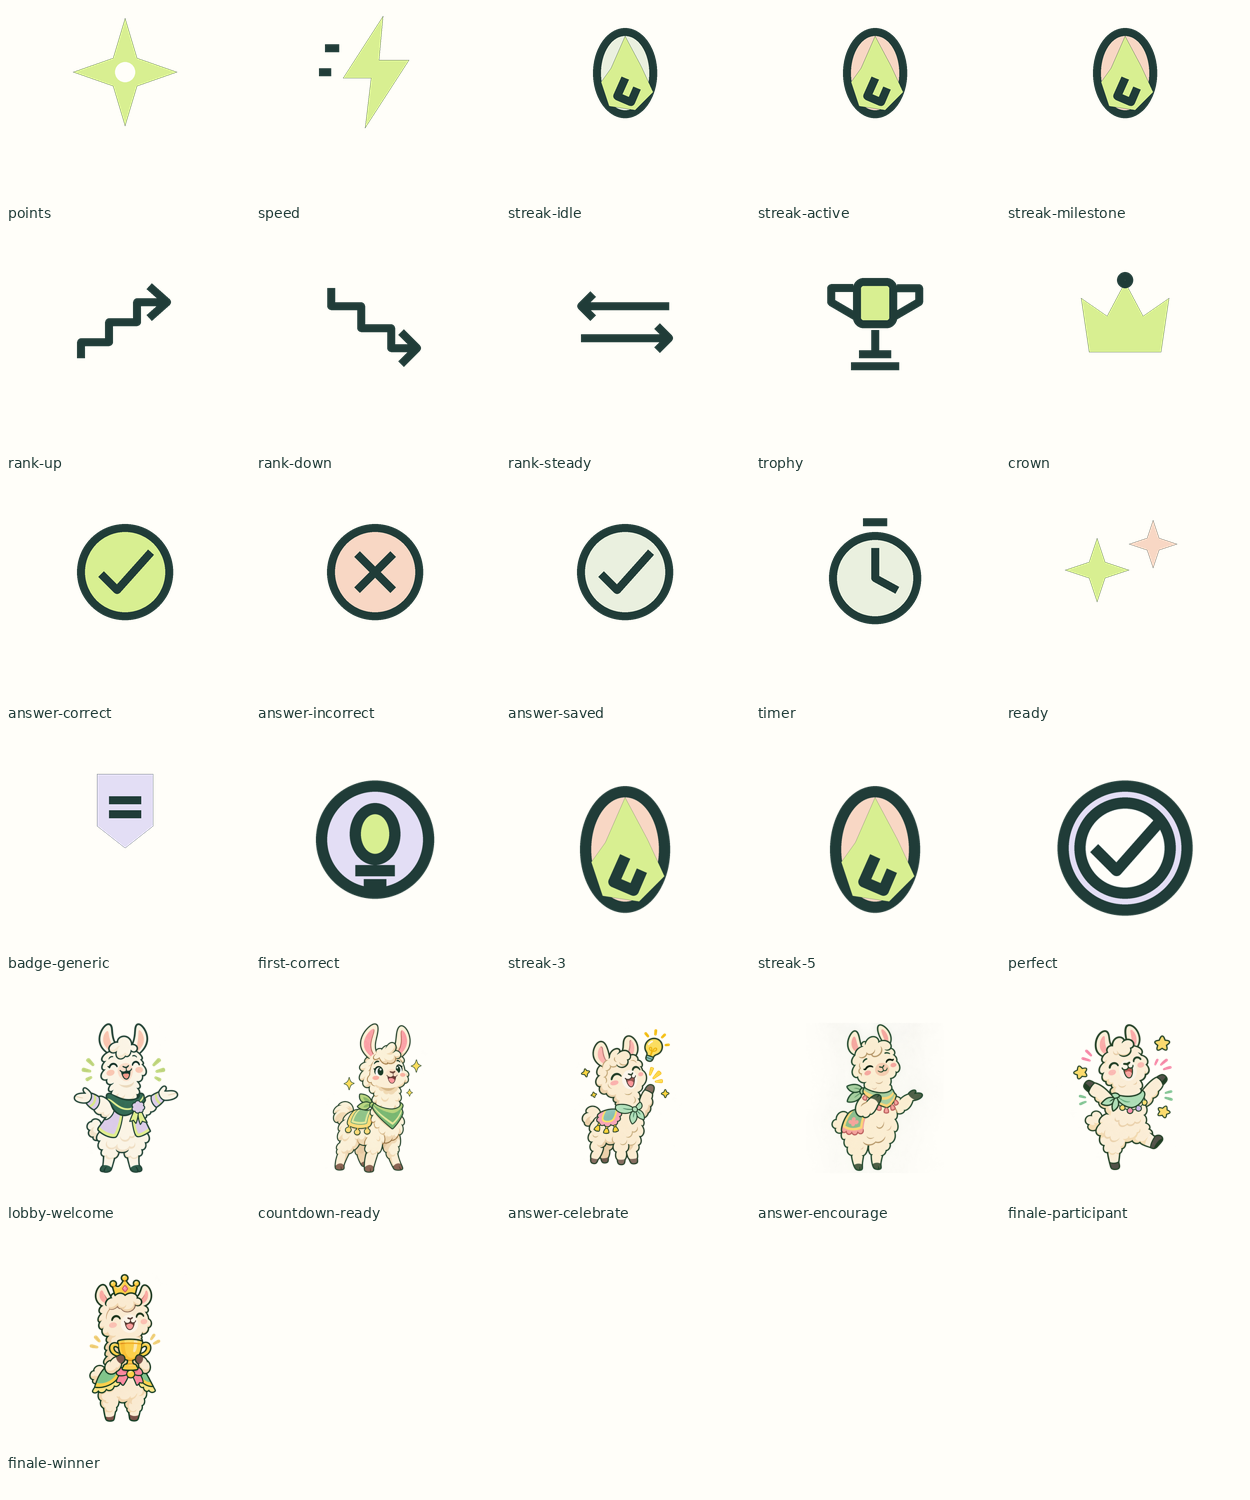 points
speed
streak-idle
streak-active
streak-milestone
rank-up
rank-down
rank-steady
trophy
crown
answer-correct
answer-incorrect
answer-saved
timer
ready
badge-generic
first-correct
streak-3
streak-5
perfect
lobby-welcome
countdown-ready
answer-celebrate
answer-encourage
finale-participant
finale-winner